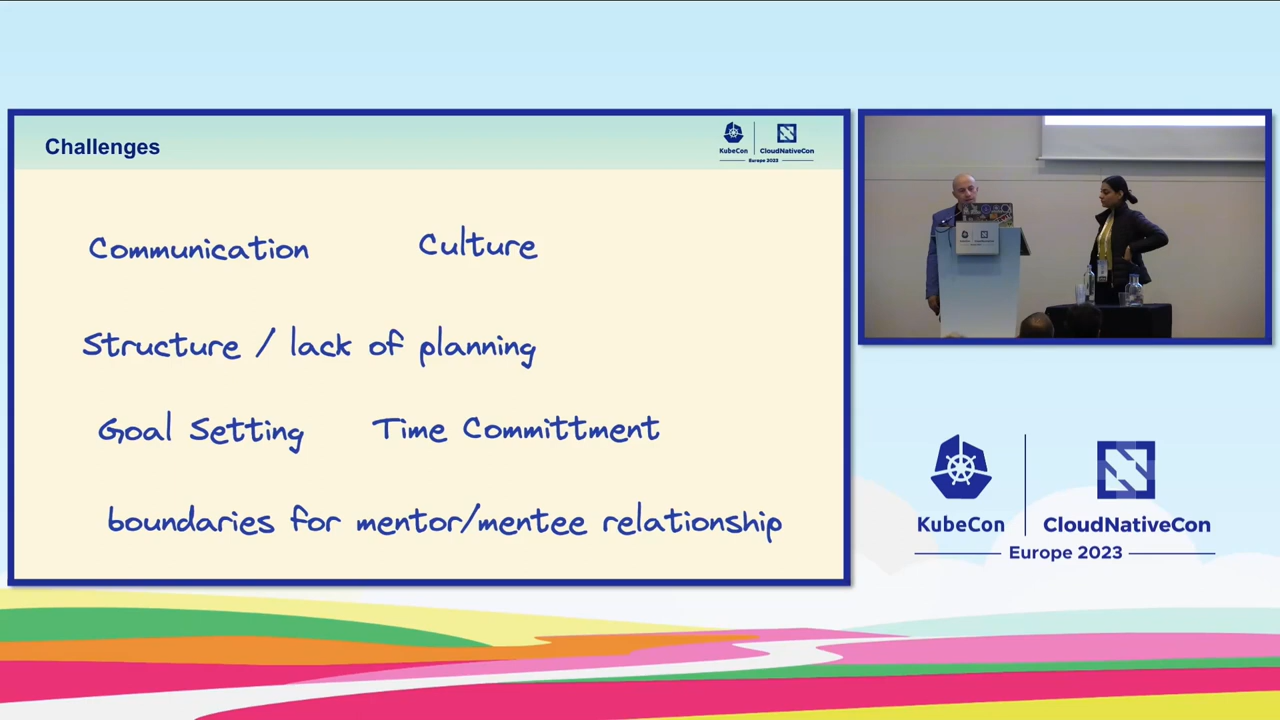 Challenges
KubeCon CloudNativeCon
Europe 2023
Communication Culture
Structure / lack of planning
Goal Setting Time Committment
boundaries for mentor/mentee relationship
KubeCon CloudNativeCon
Europe 2023